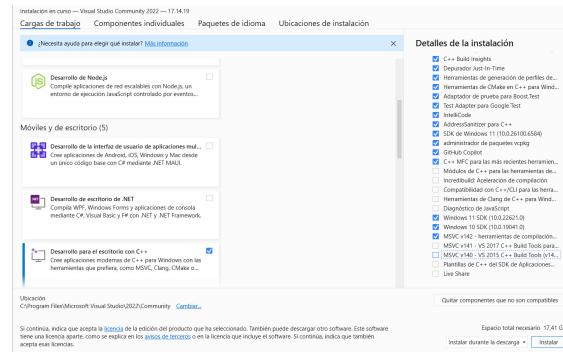 Instalación en curso — Visual Studio Community 2022 — 17.14.19
Cargas de trabajo   Componentes individuales   Paquetes de idioma   Ubicaciones de instalación
¿Necesita ayuda para elegir qué instalar? Más información
Desarrollo de Node.js
Compile aplicaciones de red escalables con Node.js, un
entorno de ejecución JavaScript controlado por eventos...
Móviles y de escritorio (5)
Desarrollo de la interfaz de usuario de aplicaciones mul...
Cree aplicaciones de Android, iOS, Windows y Mac desde
un único código base con C# mediante .NET MAUI.
Desarrollo de escritorio de .NET
Compila WPF, Windows Forms y aplicaciones de consola
mediante C#, Visual Basic y F# con .NET y .NET Framework.
Desarrollo para el escritorio con C++
Cree aplicaciones modernas de C++ para Windows con las
herramientas que prefiera, como MSVC, Clang, CMake o...
Detalles de la instalación
C++ Build Insights
Depurador Just-In-Time
Herramientas de generación de perfiles de...
Herramientas de CMake en C++ para Wind...
Adaptador de prueba para Boost.Test
Test Adapter para Google Test
IntelliCode
AddressSanitizer para C++
SDK de Windows 11 (10.0.26100.6584)
administrador de paquetes vcpkg
GitHub Copilot
C++ MFC para las más recientes herramien...
Módulos de C++ para las herramientas de...
Incredibuild: Aceleración de compilación
Compatibilidad con C++/CLI para las herra...
Herramientas de Clang de C++ para Wind...
Diagnóstico de JavaScript
Windows 11 SDK (10.0.22621.0)
Windows 10 SDK (10.0.19041.0)
MSVC v142 - herramientas de compilación...
MSVC v141 - VS 2017 C++ Build Tools para...
MSVC v140 - VS 2015 C++ Build Tools (v14...
Plantillas de C++ del SDK de Aplicaciones...
Live Share
Ubicación
C:\Program Files\Microsoft Visual Studio\2022\Community   Cambiar...
Quitar componentes que no son compatibles
Si continúa, indica que acepta la licencia de la edición del producto que ha seleccionado. También puede descargar otro software. Este software
tiene una licencia aparte, como se explica en los avisos de terceros o en la licencia que incluye el software. Si continúa, indica que también
acepta esas licencias.
Espacio total necesario 17,41 G
Instalar durante la descarga   Instalar